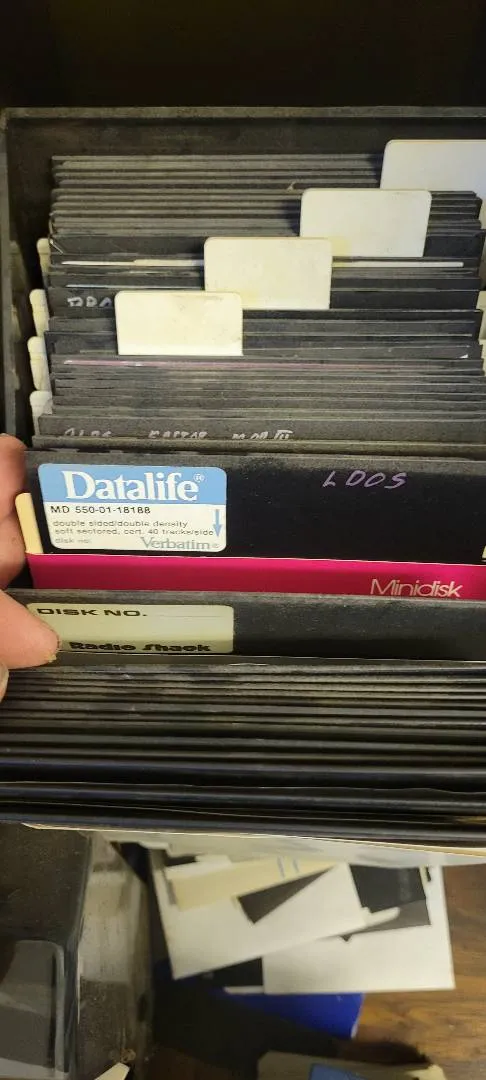 Datalife®
LDOS
MD 550-01-18188
double sided/double density
soft sectored, cert. 40 tracks/side
disk no:
Verbatim®
Minidisk
DISK NO.
Radio Shack